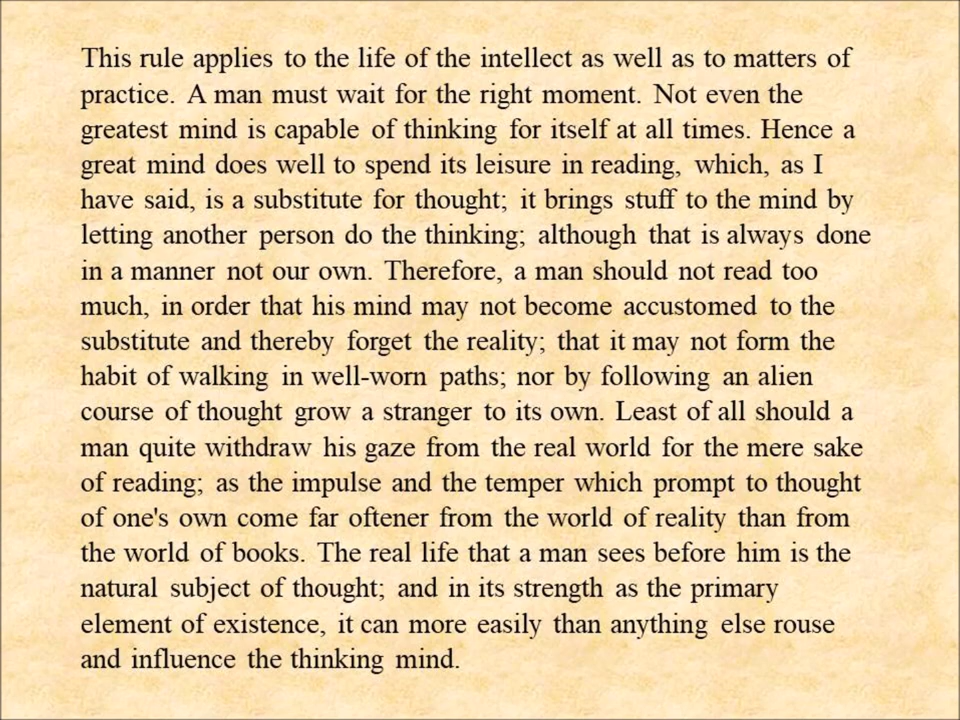 This rule applies to the life of the intellect as well as to matters of
practice. A man must wait for the right moment. Not even the
greatest mind is capable of thinking for itself at all times. Hence a
great mind does well to spend its leisure in reading, which, as I
have said, is a substitute for thought; it brings stuff to the mind by
letting another person do the thinking; although that is always done
in a manner not our own. Therefore, a man should not read too
much, in order that his mind may not become accustomed to the
substitute and thereby forget the reality; that it may not form the
habit of walking in well-worn paths; nor by following an alien
course of thought grow a stranger to its own. Least of all should a
man quite withdraw his gaze from the real world for the mere sake
of reading; as the impulse and the temper which prompt to thought
of one's own come far oftener from the world of reality than from
the world of books. The real life that a man sees before him is the
natural subject of thought; and in its strength as the primary
element of existence, it can more easily than anything else rouse
and influence the thinking mind.